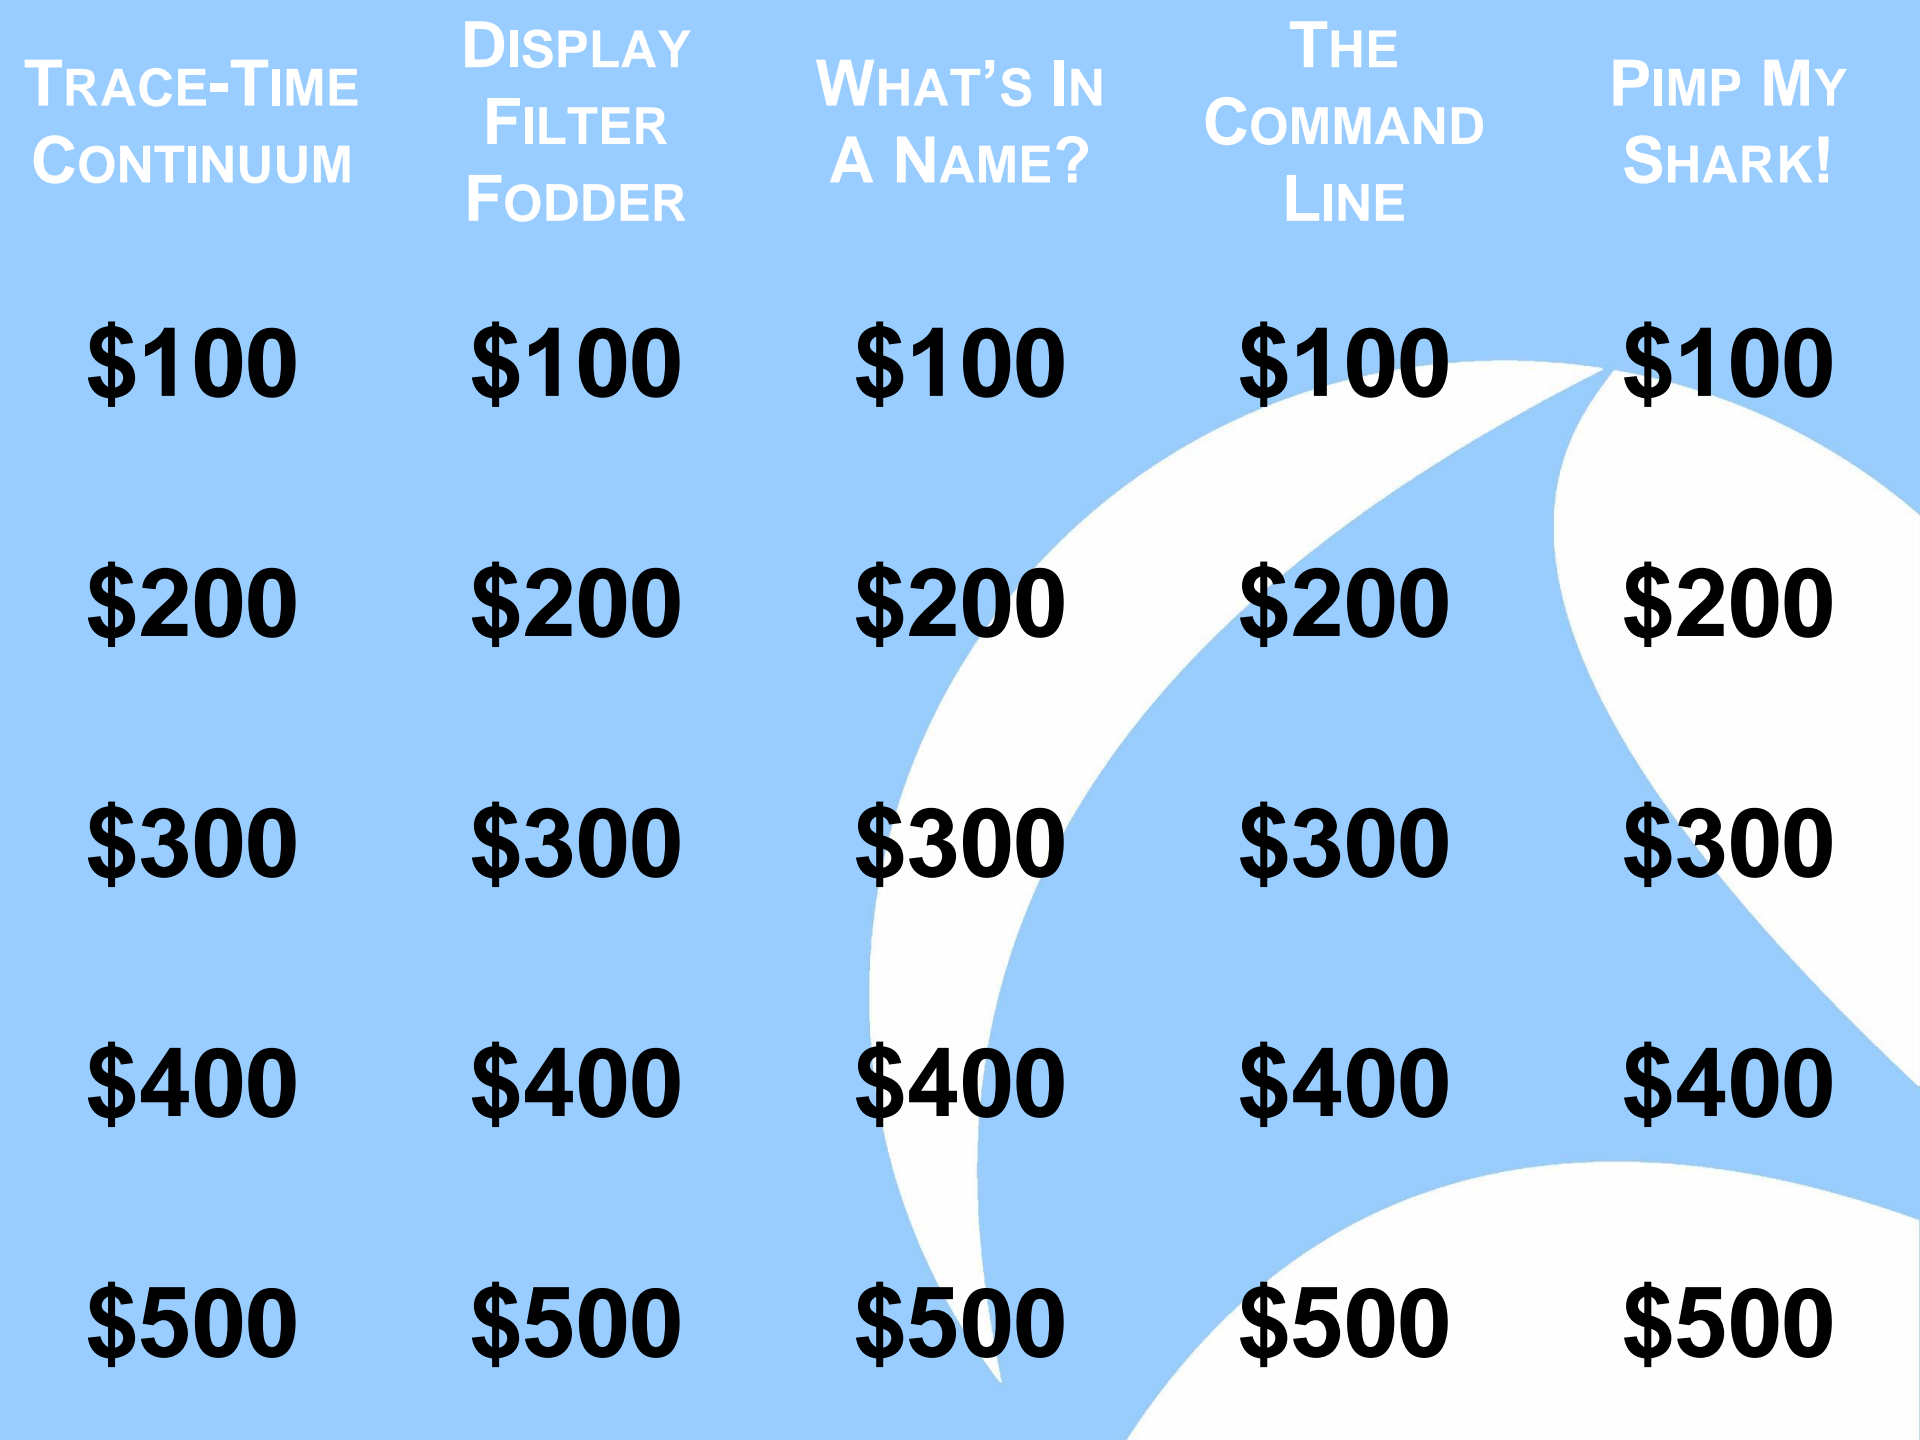 TRACE-TIME
CONTINUUM
DISPLAY
FILTER
FODDER
WHAT’S IN
A NAME?
THE
COMMAND
LINE
PIMP MY
SHARK!
$100 $100 $100 $100 $100
$200 $200 $200 $200 $200
$300 $300 $300 $300 $300
$400 $400 $400 $400 $400
$500 $500 $500 $500 $500